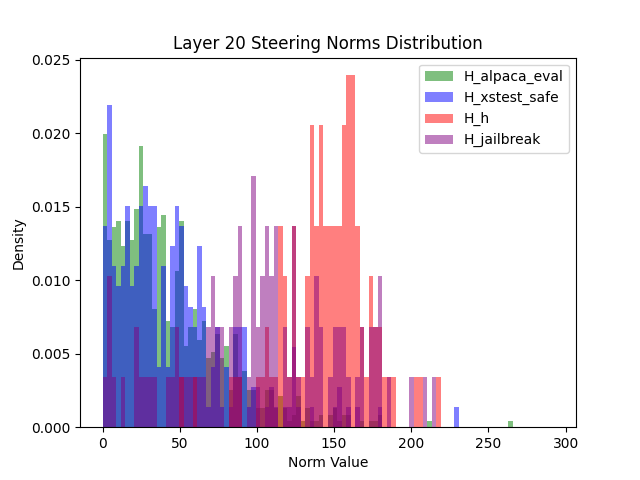 Layer 20 Steering Norms Distribution
0.025
0.020
0.015
0.010
0.005
0.000
Density
H_alpaca_eval
H_xstest_safe
H_h
H_jailbreak
0 50 100 150 200 250 300
Norm Value